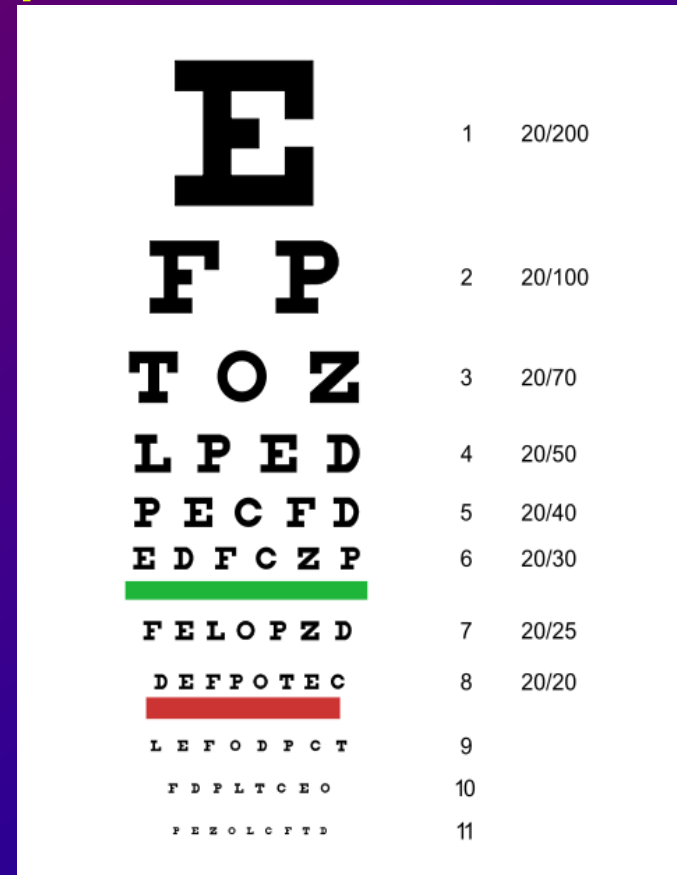 E 1 20/200
F P 2 20/100
T O Z 3 20/70
L P E D 4 20/50
P E C F D 5 20/40
E D F C Z P 6 20/30
F E L O P Z D 7 20/25
D E F P O T E C 8 20/20
L E F O D P C T 9
F D P L T C E O 10
P E Z O L C F T D 11